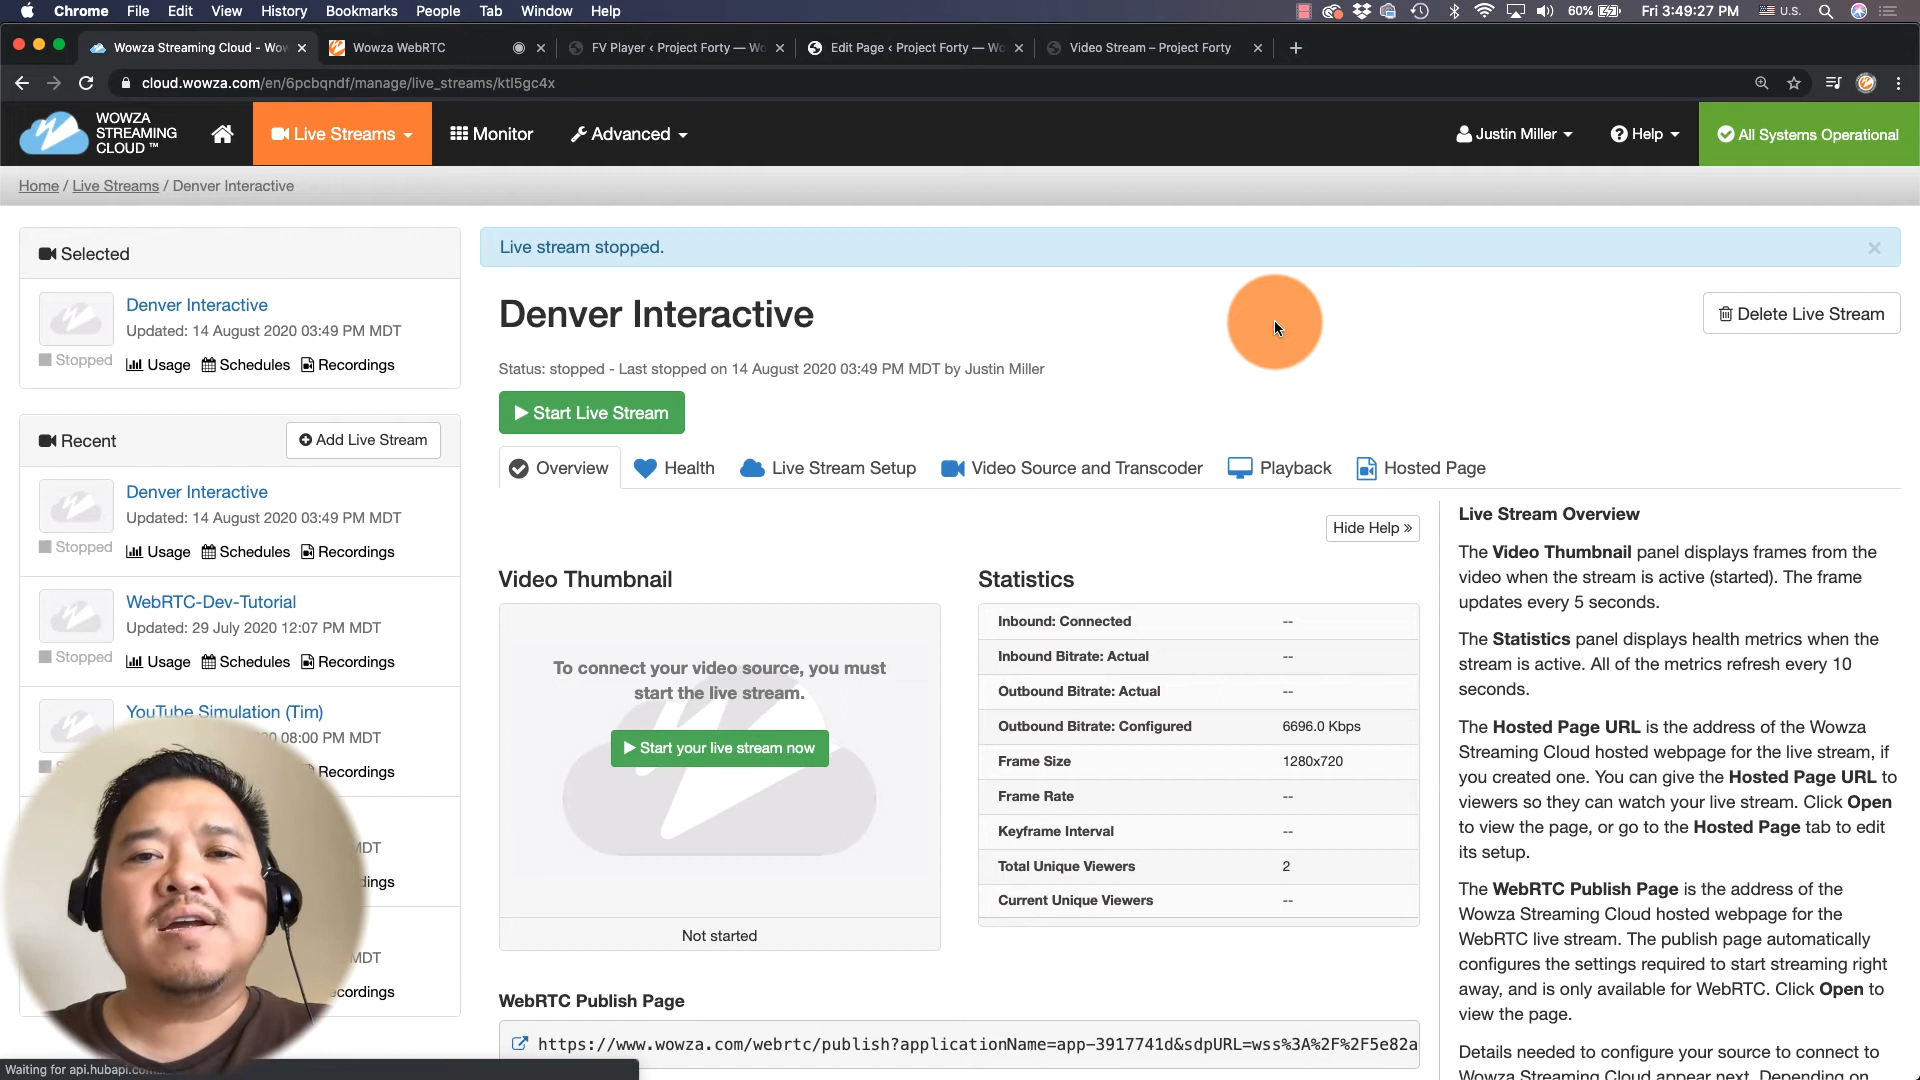 Chrome File Edit View History Bookmarks People Tab Window Help 60% Fri 3:49:27 PM U.S.
Wowza Streaming Cloud - Wow Wowza WebRTC FV Player ‹ Project Forty — Wo Edit Page ‹ Project Forty — Wo Video Stream – Project Forty
cloud.wowza.com/en/6pcbqndf/manage/live_streams/ktl5gc4x
WOWZA
STREAMING
CLOUD ™
Live Streams Monitor Advanced Justin Miller Help All Systems Operational
Home / Live Streams / Denver Interactive
Selected
Denver Interactive
Updated: 14 August 2020 03:49 PM MDT
Stopped Usage Schedules Recordings
Recent Add Live Stream
Denver Interactive
Updated: 14 August 2020 03:49 PM MDT
Stopped Usage Schedules Recordings
WebRTC-Dev-Tutorial
Updated: 29 July 2020 12:07 PM MDT
Stopped Usage Schedules Recordings
YouTube Simulation (Tim)
08:00 PM MDT
Recordings
Live stream stopped.
Denver Interactive
Delete Live Stream
Status: stopped - Last stopped on 14 August 2020 03:49 PM MDT by Justin Miller
Start Live Stream
Overview Health Live Stream Setup Video Source and Transcoder Playback Hosted Page
Hide Help »
Video Thumbnail
To connect your video source, you must
start the live stream.
Start your live stream now
Not started
Statistics
Inbound: Connected --
Inbound Bitrate: Actual --
Outbound Bitrate: Actual --
Outbound Bitrate: Configured 6696.0 Kbps
Frame Size 1280x720
Frame Rate --
Keyframe Interval --
Total Unique Viewers 2
Current Unique Viewers --
WebRTC Publish Page
https://www.wowza.com/webrtc/publish?applicationName=app-3917741d&sdpURL=wss%3A%2F%2F5e82a
Live Stream Overview
The Video Thumbnail panel displays frames from the
video when the stream is active (started). The frame
updates every 5 seconds.
The Statistics panel displays health metrics when the
stream is active. All of the metrics refresh every 10
seconds.
The Hosted Page URL is the address of the Wowza
Streaming Cloud hosted webpage for the live stream, if
you created one. You can give the Hosted Page URL to
viewers so they can watch your live stream. Click Open
to view the page, or go to the Hosted Page tab to edit
its setup.
The WebRTC Publish Page is the address of the
Wowza Streaming Cloud hosted webpage for the
WebRTC live stream. The publish page automatically
configures the settings required to start streaming right
away, and is only available for WebRTC. Click Open to
view the page.
Details needed to configure your source to connect to
Wowza Streaming Cloud appear next. Depending on
Waiting for api.hubapi.com...